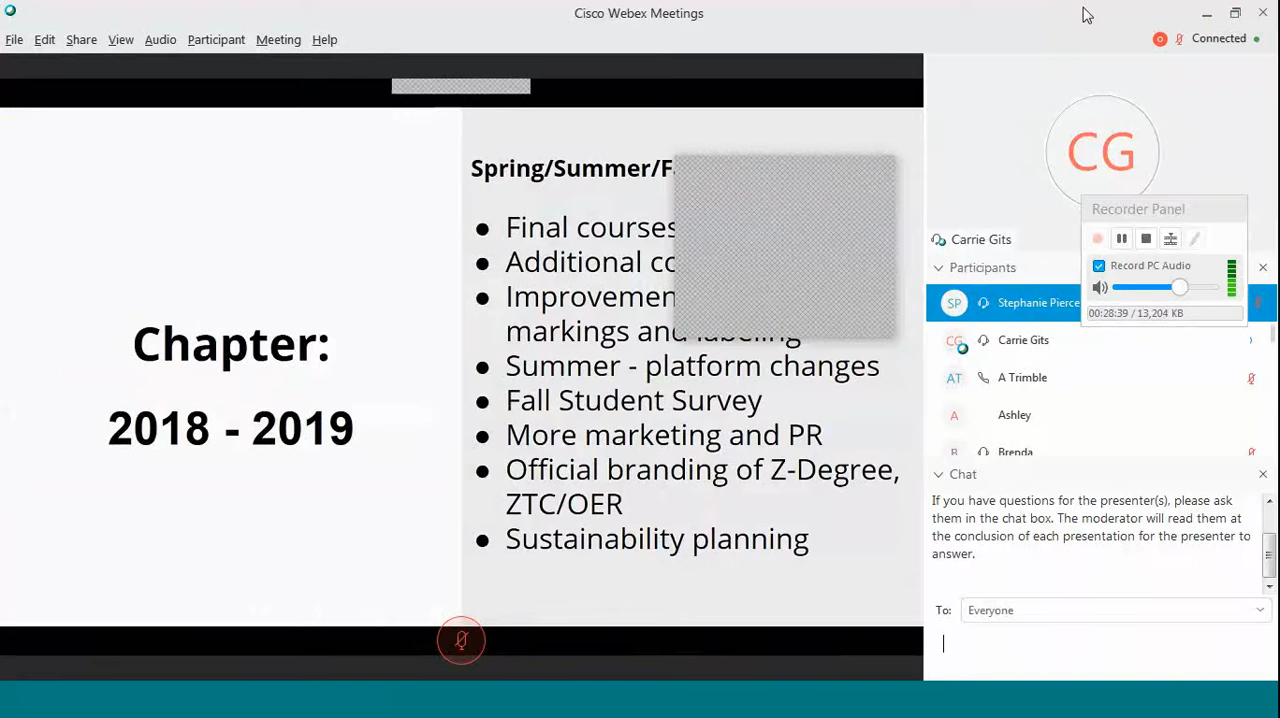 Cisco Webex Meetings
File Edit Share View Audio Participant Meeting Help
Connected
Chapter:
2018 - 2019
Spring/Summer/F
● Final courses
● Additional
● Improvemen
markings and labeling
● Summer - platform changes
● Fall Student Survey
● More marketing and PR
● Official branding of Z-Degree,
ZTC/OER
● Sustainability planning
CG
Carrie Gits
Recorder Panel
Record PC Audio
00:28:39 / 13,204 KB
Participants
SP Stephanie Pierce
CG Carrie Gits
AT A Trimble
A Ashley
B Brenda
Chat
If you have questions for the presenter(s), please ask
them in the chat box. The moderator will read them at
the conclusion of each presentation for the presenter to
answer.
To: Everyone